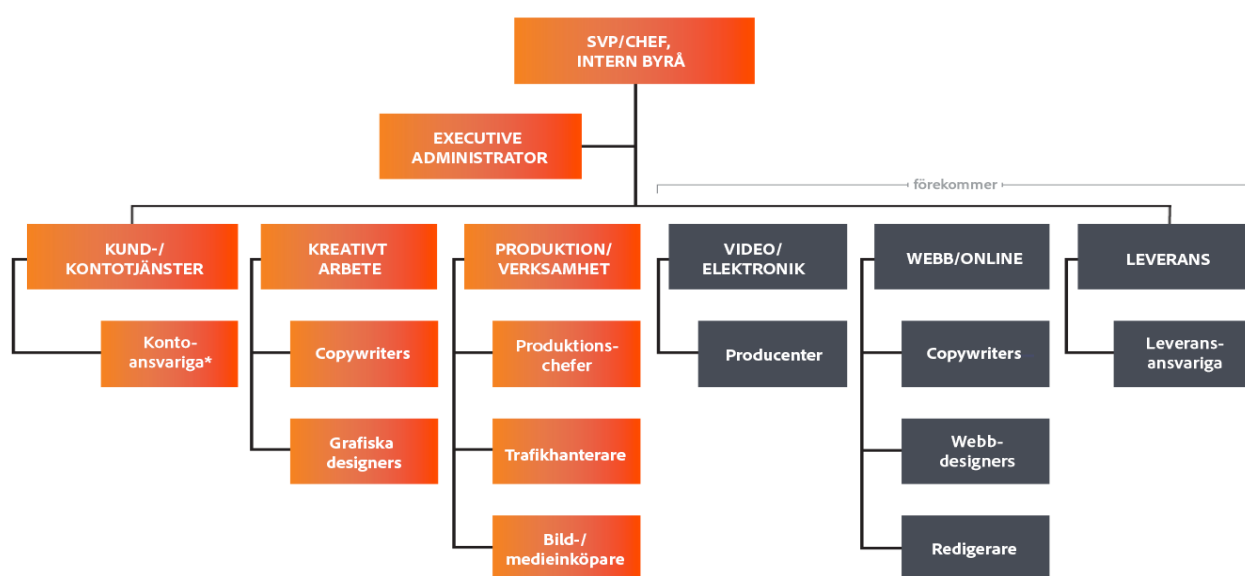 SVP/CHEF,
INTERN BYRÅ
EXECUTIVE
ADMINISTRATOR
förekommer
KUND-/
KONTOTJÄNSTER
KREATIVT
ARBETE
PRODUKTION/
VERKSAMHET
VIDEO/
ELEKTRONIK
WEBB/ONLINE
LEVERANS
Konto-
ansvariga*
Copywriters
Produktions-
chefer
Producenter
Copywriters
Leverans-
ansvariga
Grafiska
designers
Trafikhanterare
Webb-
designers
Bild-/
medieinköpare
Redigerare